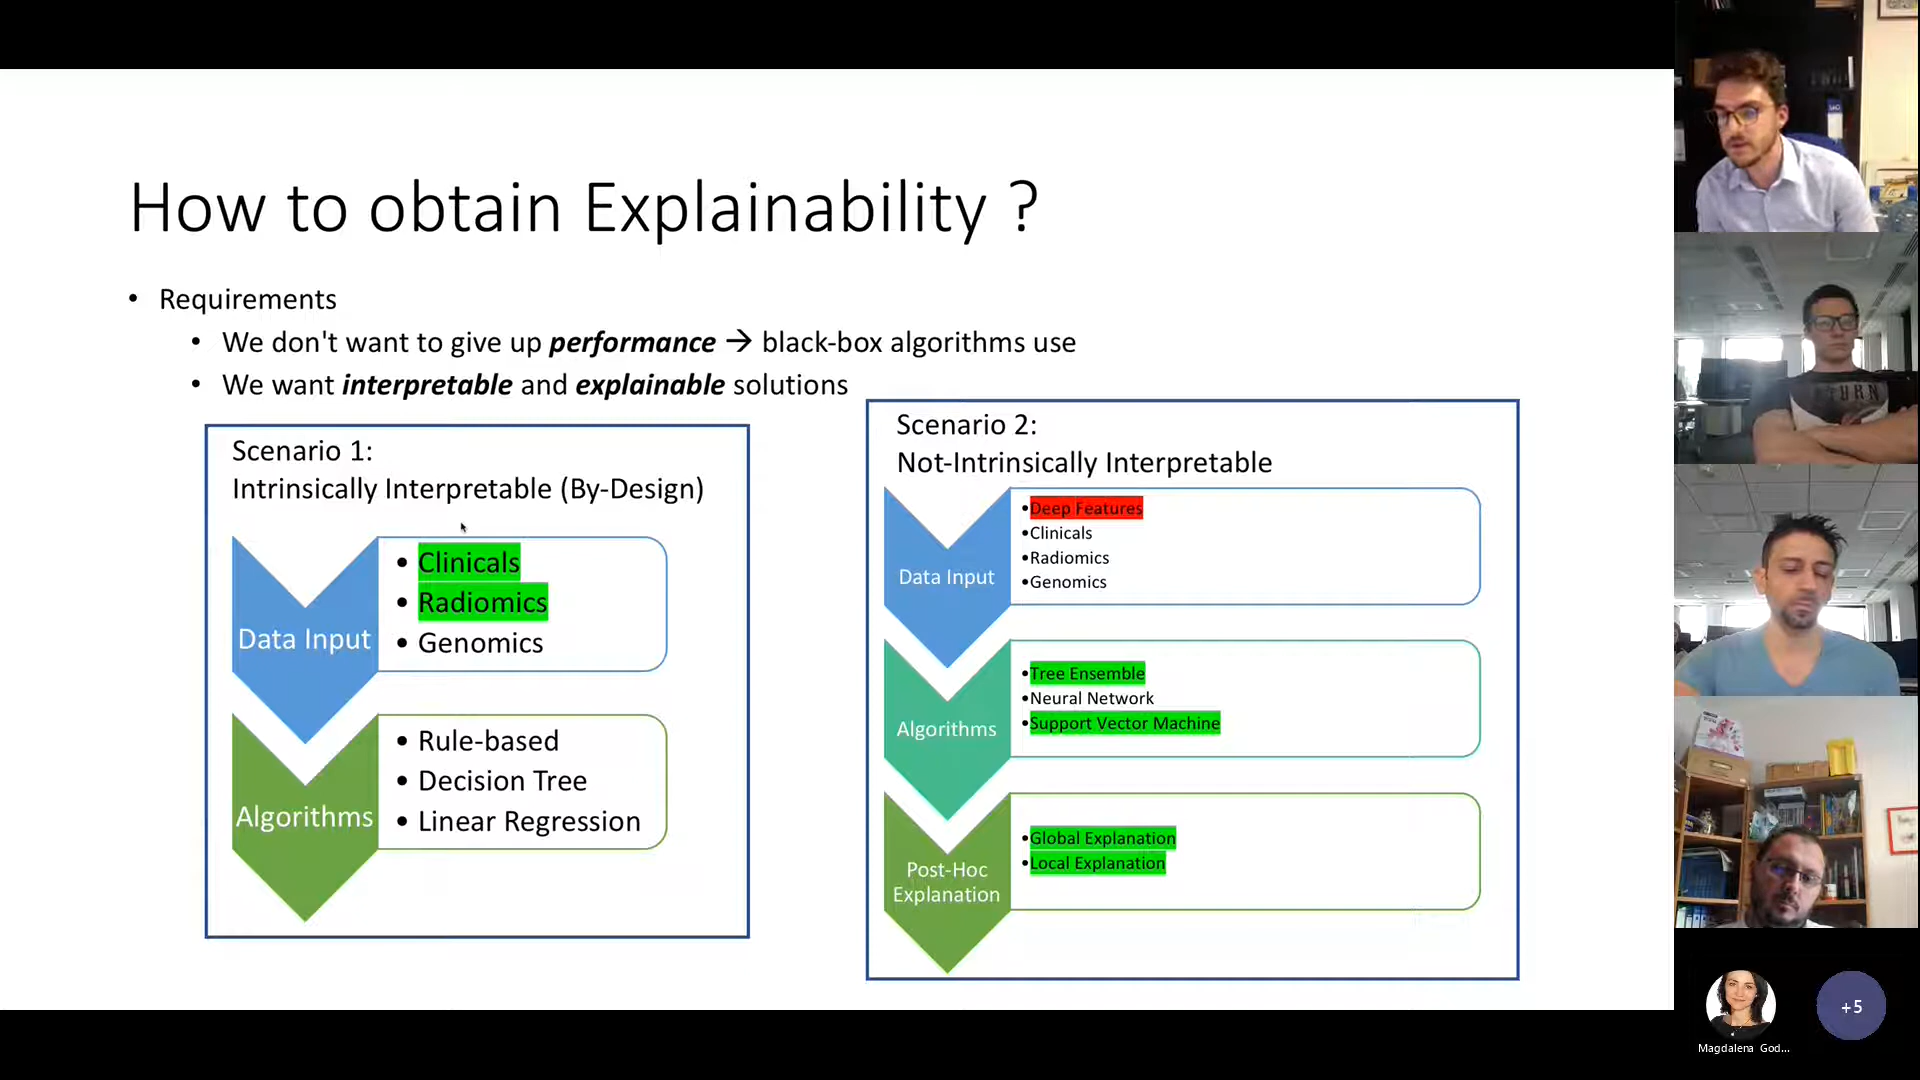 How to obtain Explainability ?
• Requirements
• We don't want to give up performance → black-box algorithms use
• We want interpretable and explainable solutions
Scenario 1:
Intrinsically Interpretable (By-Design)
Data Input
• Clinicals
• Radiomics
• Genomics
Algorithms
• Rule-based
• Decision Tree
• Linear Regression
Scenario 2:
Not-Intrinsically Interpretable
Data Input
•Deep Features
•Clinicals
•Radiomics
•Genomics
Algorithms
•Tree Ensemble
•Neural Network
•Support Vector Machine
Post-Hoc
Explanation
•Global Explanation
•Local Explanation
+5
Magdalena God...